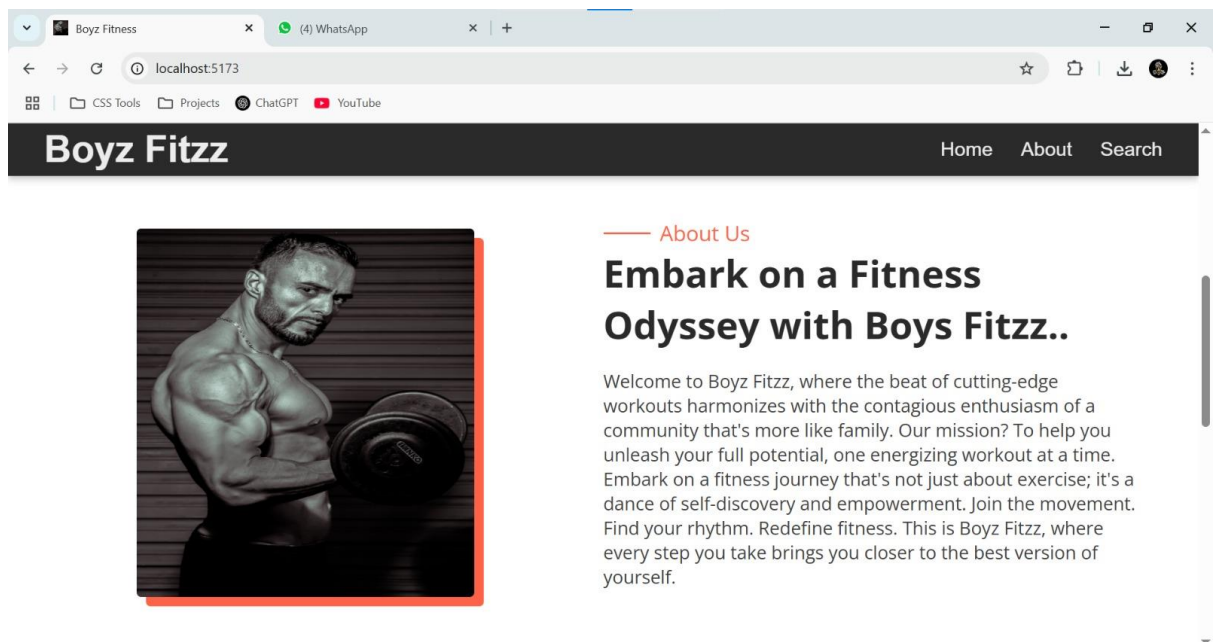 Boyz Fitness
(4) WhatsApp
localhost:5173
CSS Tools Projects ChatGPT YouTube
Boyz Fitzz
Home About Search
About Us
Embark on a Fitness
Odyssey with Boys Fitzz..
Welcome to Boyz Fitzz, where the beat of cutting-edge
workouts harmonizes with the contagious enthusiasm of a
community that's more like family. Our mission? To help you
unleash your full potential, one energizing workout at a time.
Embark on a fitness journey that's not just about exercise; it's a
dance of self-discovery and empowerment. Join the movement.
Find your rhythm. Redefine fitness. This is Boyz Fitzz, where
every step you take brings you closer to the best version of
yourself.